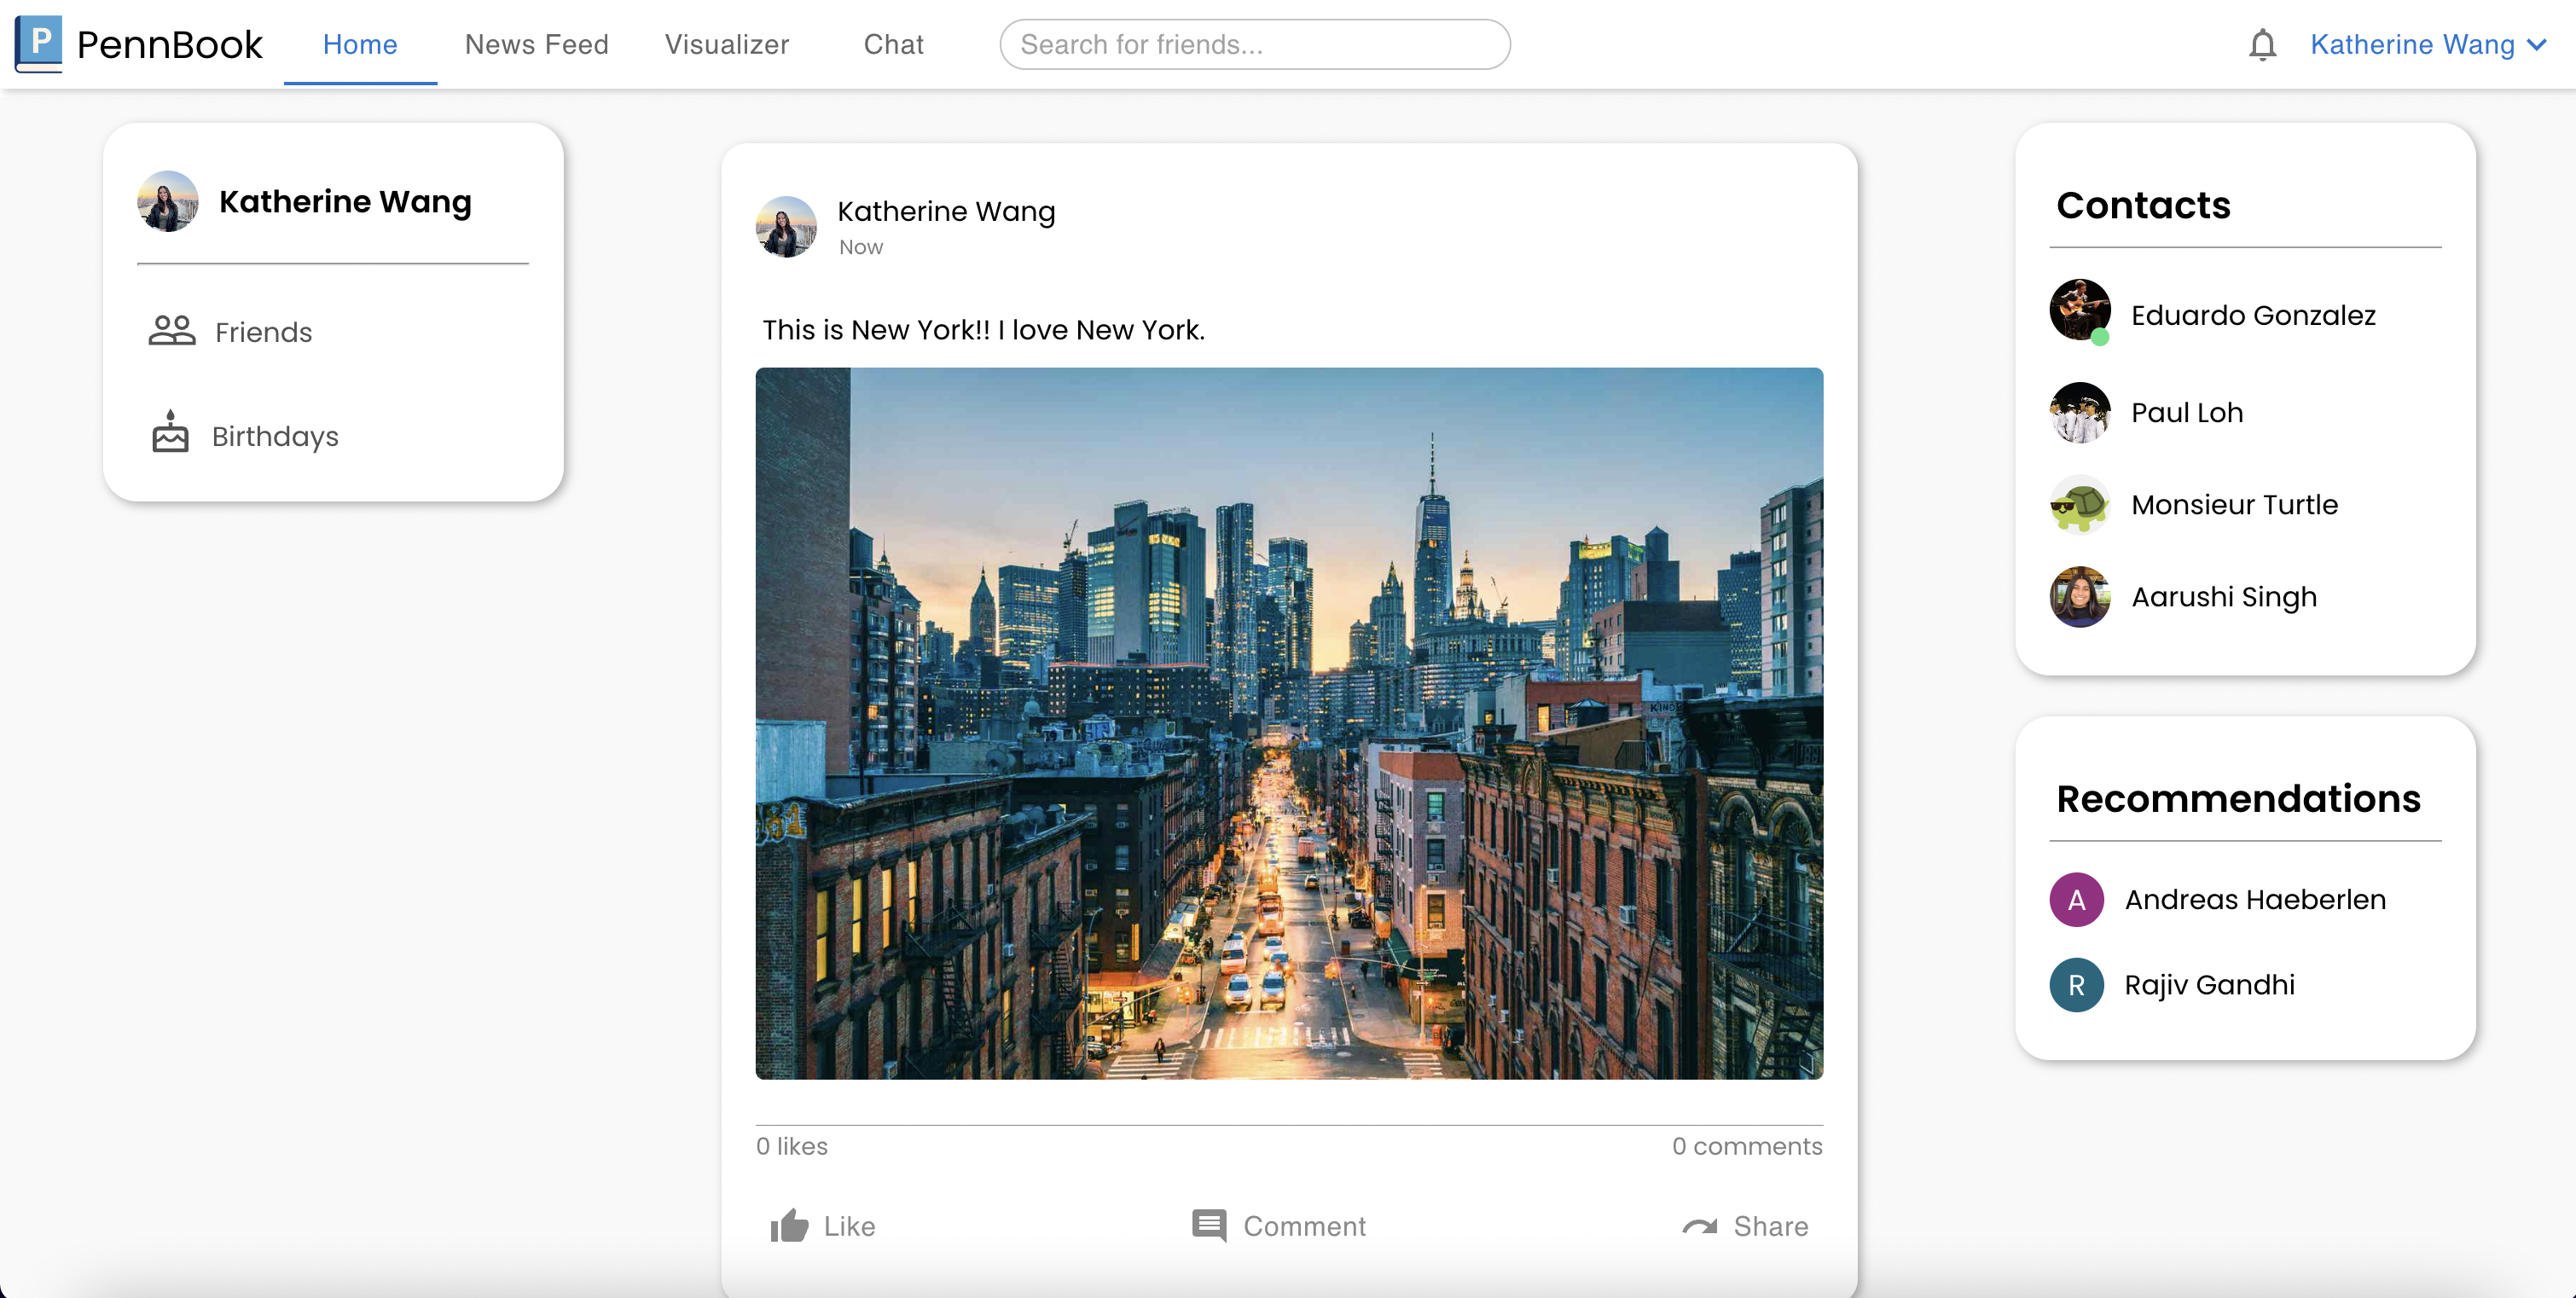 P PennBook Home News Feed Visualizer Chat Search for friends... Katherine Wang
Katherine Wang
Friends
Birthdays
Katherine Wang
Now
This is New York!! I love New York.
0 likes 0 comments
Like Comment Share
Contacts
Eduardo Gonzalez
Paul Loh
Monsieur Turtle
Aarushi Singh
Recommendations
A Andreas Haeberlen
R Rajiv Gandhi